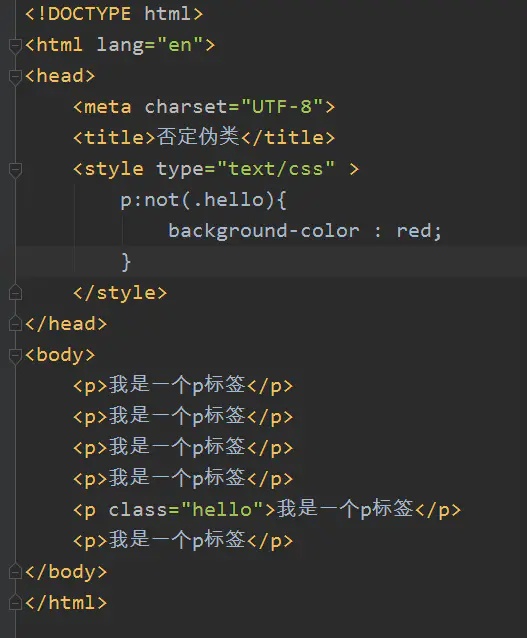 <!DOCTYPE html>
<html lang="en">
<head>
    <meta charset="UTF-8">
    <title>否定伪类</title>
    <style type="text/css" >
        p:not(.hello){
            background-color : red;
        }
    </style>
</head>
<body>
    <p>我是一个p标签</p>
    <p>我是一个p标签</p>
    <p>我是一个p标签</p>
    <p>我是一个p标签</p>
    <p class="hello">我是一个p标签</p>
    <p>我是一个p标签</p>
</body>
</html>